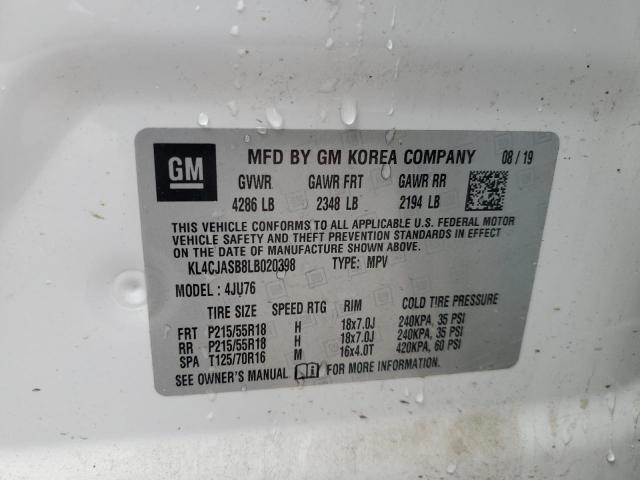 GM
MFD BY GM KOREA COMPANY 08/19
GVWR GAWR FRT GAWR RR
4286 LB 2348 LB 2194 LB
THIS VEHICLE CONFORMS TO ALL APPLICABLE U.S. FEDERAL MOTOR
VEHICLE SAFETY AND THEFT PREVENTION STANDARDS IN EFFECT
ON THE DATE OF MANUFACTURE SHOWN ABOVE.
KL4CJASB8LB020398 TYPE: MPV
MODEL : 4JU76
TIRE SIZE SPEED RTG RIM COLD TIRE PRESSURE
FRT P215/55R18 H 18x7.0J 240KPA, 35 PSI
RR P215/55R18 H 18x7.0J 240KPA, 35 PSI
SPA T125/70R16 M 16x4.0T 420KPA, 60 PSI
SEE OWNER'S MANUAL FOR MORE INFORMATION.